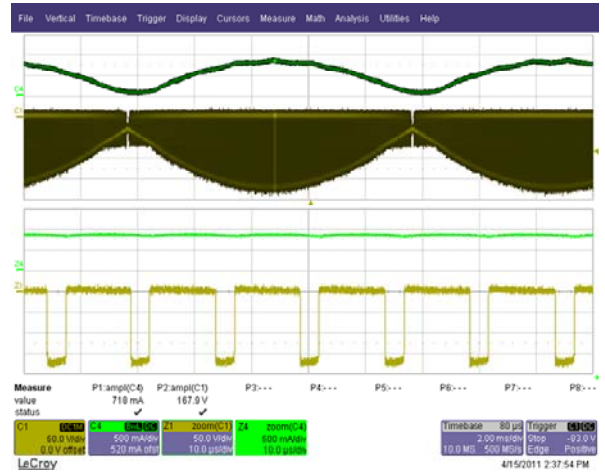 File Vertical Timebase Trigger Display Cursors Measure Math Analysis Utilities Help
C4
C1
Z4
Z1
Measure P1:ampl(C4) P2:ampl(C1) P3:--- P4:--- P5:--- P6:--- P7:--- P8:---
value 718 mA 167.9 V
status ✓ ✓
C1 DC1M C4 BwL DC Z1 zoom(C1) Z4 zoom(C4) Timebase 80 µs Trigger C1 DC
50.0 V/div 500 mA/div 50.0 V/div 500 mA/div 2.00 ms/div Stop -93.0 V
0.0 V offset 520 mA ofst 10.0 µs/div 10.0 µs/div 10.0 MS 500 MS/s Edge Positive
LeCroy 4/15/2011 2:37:54 PM